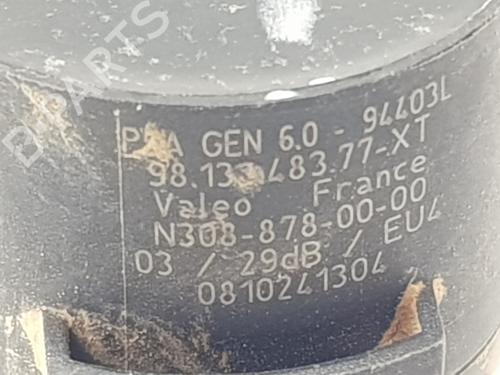 GEN 6.0 - 94403L
Valeo France
N308-878-00-00
03 / 29dB / EU4
0810241304